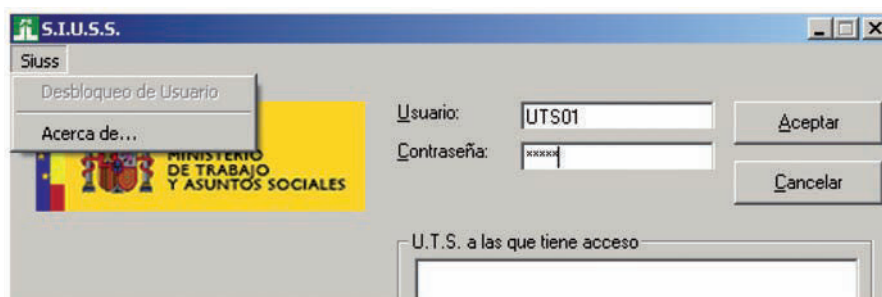 S.I.U.S.S.
Siuss
Desbloqueo de Usuario
Acerca de...
MINISTERIO
DE TRABAJO
Y ASUNTOS SOCIALES
Usuario:
UTS01
Contraseña:
xxxxx
Aceptar
Cancelar
U.T.S. a las que tiene acceso